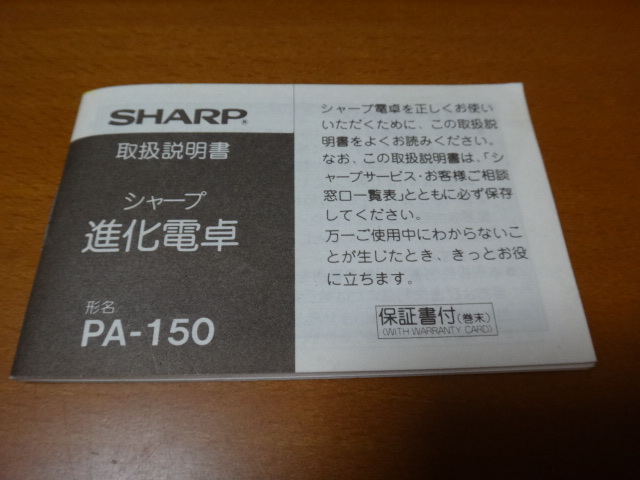 SHARP®
取扱説明書
シャープ
進化電卓
形名
PA-150
シャープ電卓を正しくお使い
いただくために、この取扱説
明書をよくお読みください。
なお、この取扱説明書は、「シ
ャープサービス・お客様ご相談
窓口一覧表」とともに必ず保存
してください。
万一ご使用中にわからないこ
とが生じたとき、きっとお役
に立ちます。
保証書付(巻末)
(WITH WARRANTY CARD)